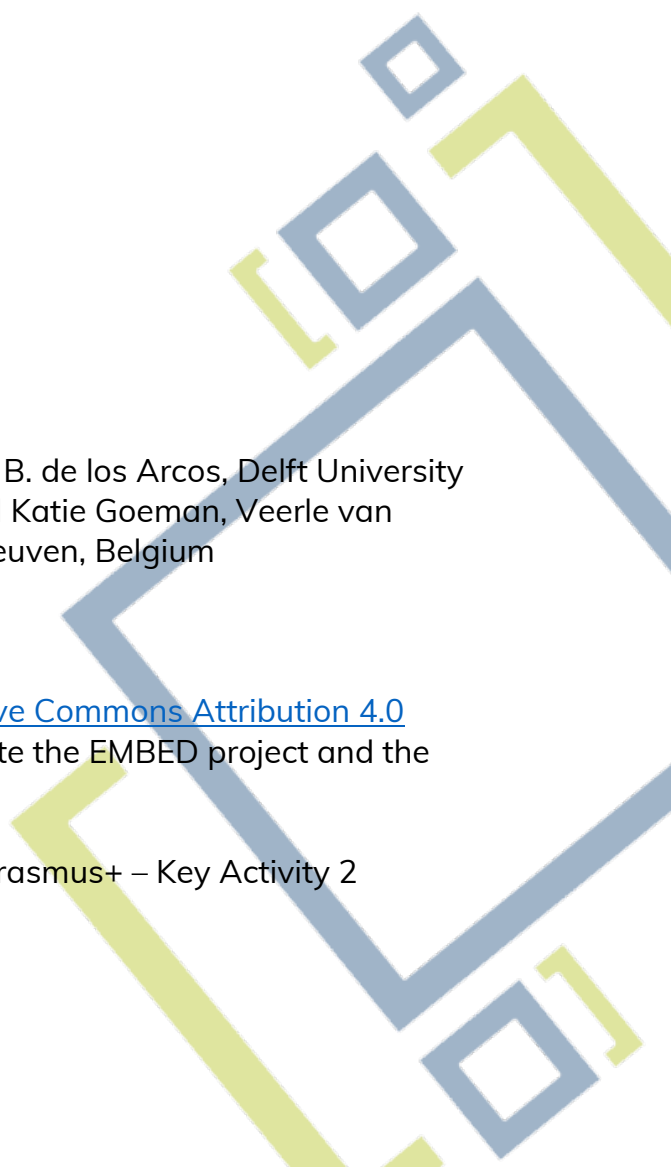 B. de los Arcos, Delft University
Katie Goeman, Veerle van
euven, Belgium
ve Commons Attribution 4.0
te the EMBED project and the
rasmus+ – Key Activity 2